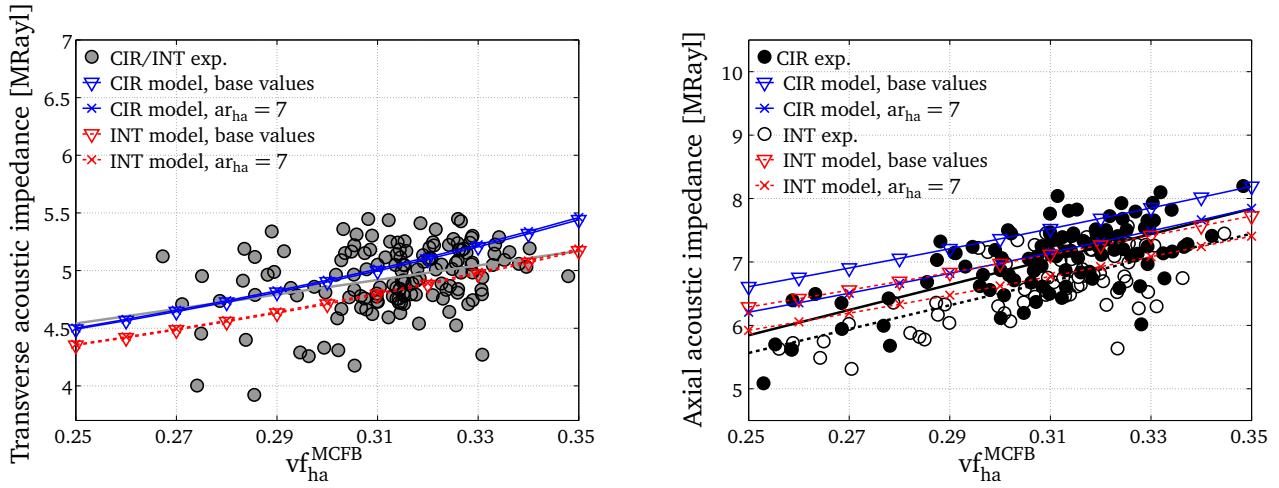 Transverse acoustic impedance [MRayl]
7
6.5
6
5.5
5
4.5
4
CIR/INT exp.
CIR model, base values
CIR model, ar_ha = 7
INT model, base values
INT model, ar_ha = 7
0.25 0.27 0.29 0.31 0.33 0.35
vf_ha^MCFB
Axial acoustic impedance [MRayl]
10
9
8
7
6
5
CIR exp.
CIR model, base values
CIR model, ar_ha = 7
INT exp.
INT model, base values
INT model, ar_ha = 7
0.25 0.27 0.29 0.31 0.33 0.35
vf_ha^MCFB